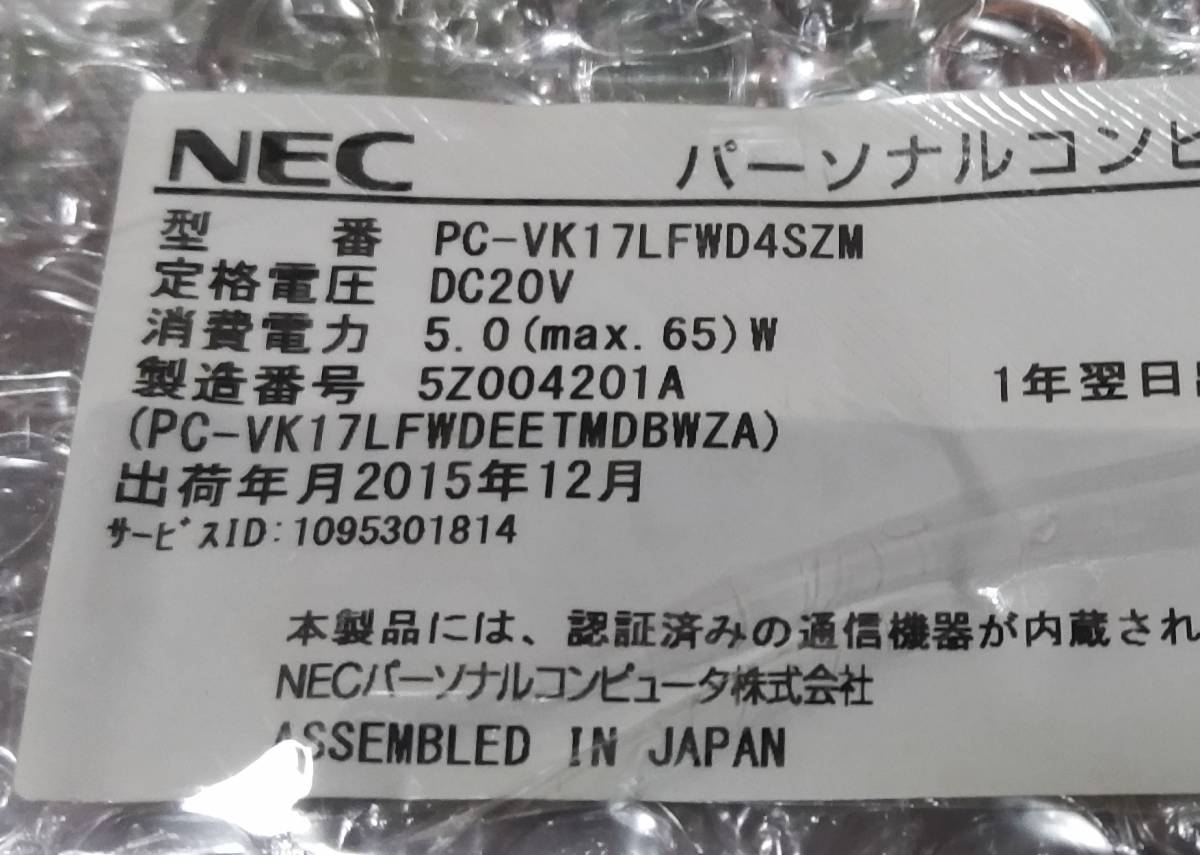 NEC パーソナルコンピ
型 番 PC-VK17LFWD4SZM
定格電圧 DC20V
消費電力 5.0(max.65)W
製造番号 5Z004201A
1年翌日
(PC-VK17LFWDEETMDBWZA)
出荷年月2015年12月
サービスID:1095301814
本製品には、認証済みの通信機器が内蔵され
NECパーソナルコンピュータ株式会社
ASSEMBLED IN JAPAN